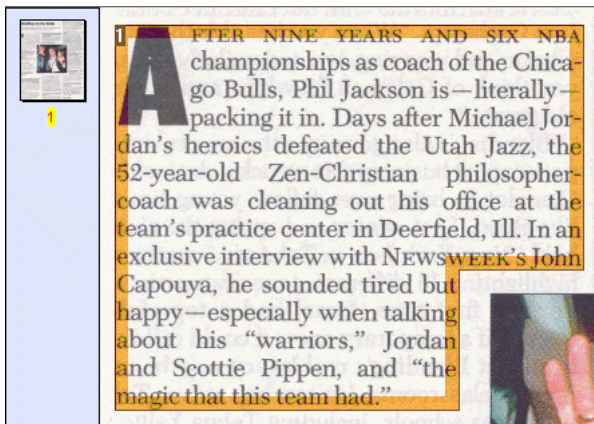 1
1
AFTER NINE YEARS AND SIX NBA
championships as coach of the Chica-
go Bulls, Phil Jackson is—literally—
packing it in. Days after Michael Jor-
dan's heroics defeated the Utah Jazz, the
52-year-old Zen-Christian philosopher-
coach was cleaning out his office at the
team's practice center in Deerfield, Ill. In an
exclusive interview with NEWSWEEK's John
Capouya, he sounded tired but
happy—especially when talking
about his “warriors,” Jordan
and Scottie Pippen, and “the
magic that this team had.”